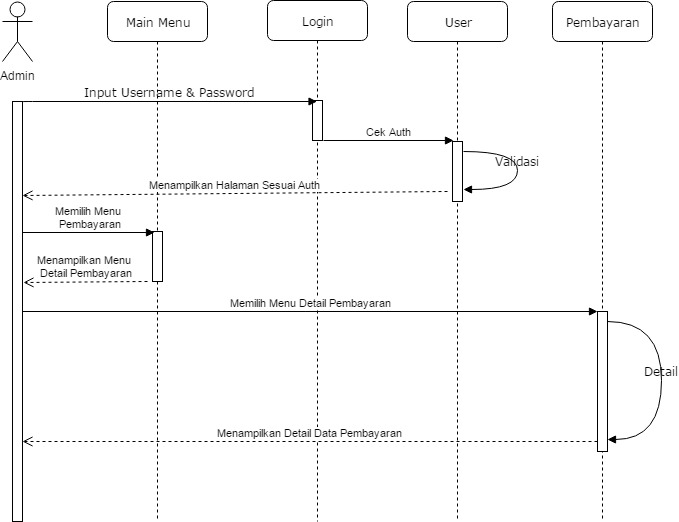 Main Menu
Login
User
Pembayaran
Admin
Input Username & Password
Cek Auth
Validasi
Menampilkan Halaman Sesuai Auth
Memilih Menu
Pembayaran
Menampilkan Menu
Detail Pembayaran
Memilih Menu Detail Pembayaran
Detail
Menampilkan Detail Data Pembayaran